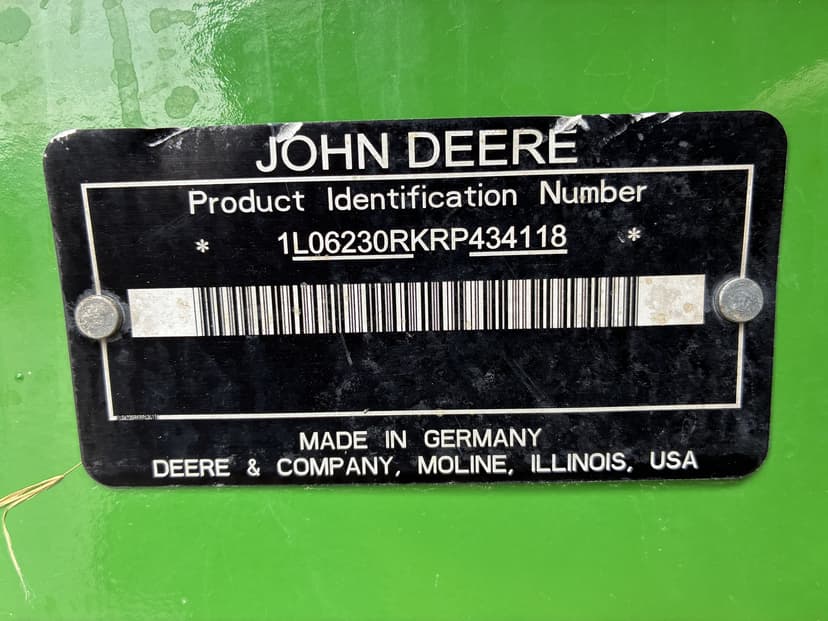 JOHN DEERE
Product Identification Number
* 1L06230RKRP434118 *
MADE IN GERMANY
DEERE & COMPANY, MOLINE, ILLINOIS, USA